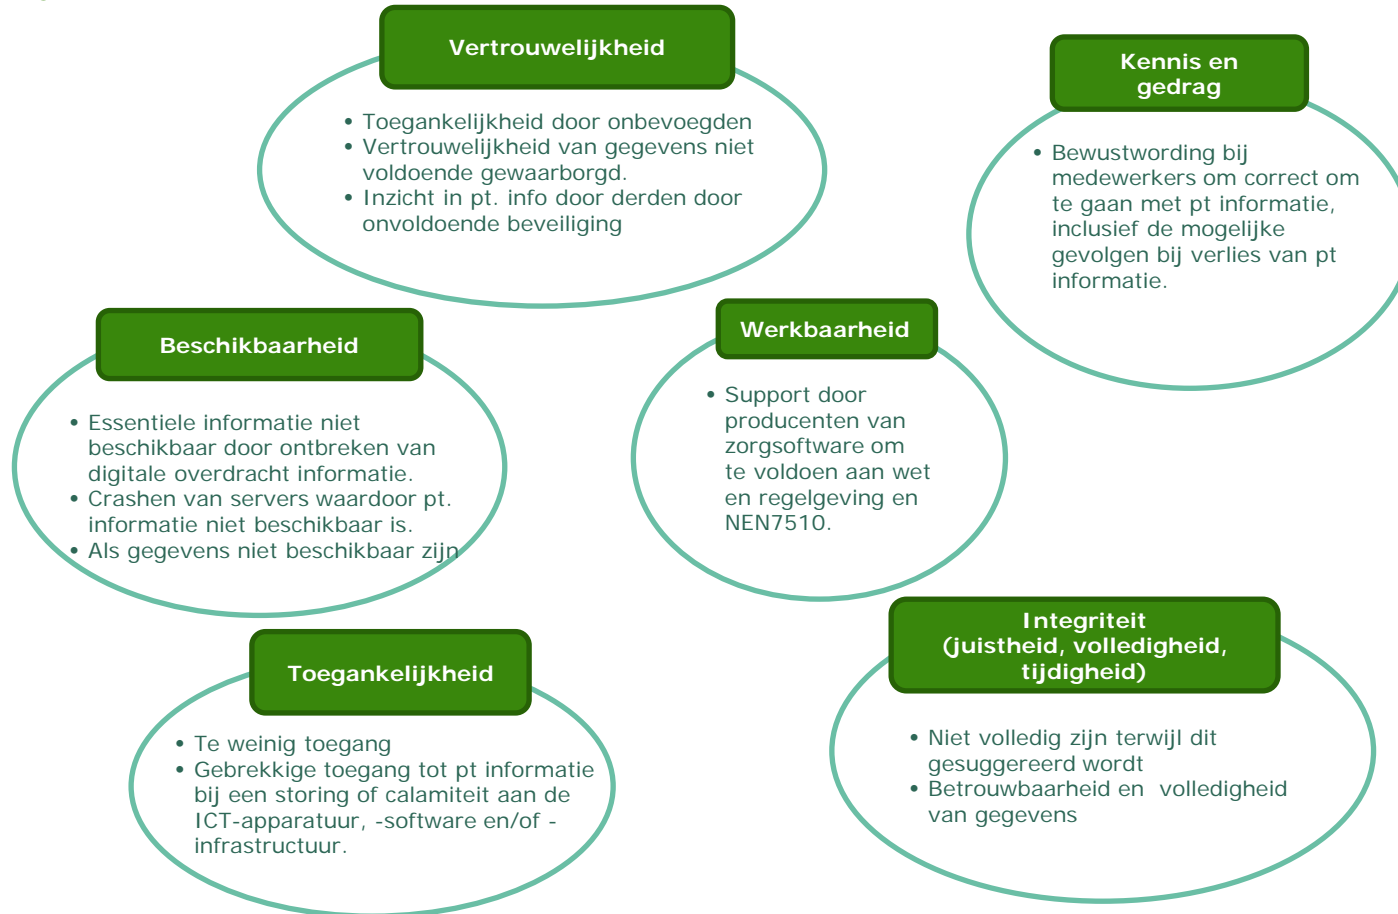 Vertrouwelijkheid
• Toegankelijkheid door onbevoegden
• Vertrouwelijkheid van gegevens niet
voldoende gewaarborgd.
• Inzicht in pt. info door derden door
onvoldoende beveiliging
Kennis en
gedrag
• Bewustwording bij
medewerkers om correct om
te gaan met pt informatie,
inclusief de mogelijke
gevolgen bij verlies van pt
informatie.
Beschikbaarheid
• Essentiele informatie niet
beschikbaar door ontbreken van
digitale overdracht informatie.
• Crashen van servers waardoor pt.
informatie niet beschikbaar is.
• Als gegevens niet beschikbaar zijn
Werkbaarheid
• Support door
producenten van
zorgsoftware om
te voldoen aan wet
en regelgeving en
NEN7510.
Toegankelijkheid
• Te weinig toegang
• Gebrekkige toegang tot pt informatie
bij een storing of calamiteit aan de
ICT-apparatuur, -software en/of -
infrastructuur.
Integriteit
(juistheid, volledigheid,
tijdigheid)
• Niet volledig zijn terwijl dit
gesuggereerd wordt
• Betrouwbaarheid en  volledigheid
van gegevens